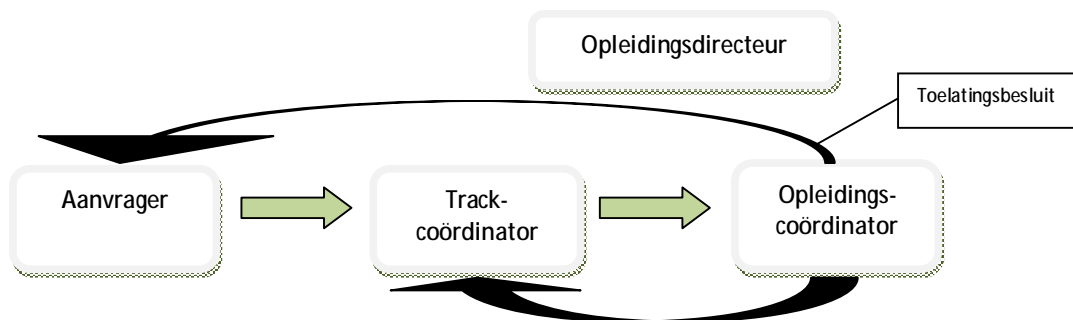 Opleidingsdirecteur
Toelatingsbesluit
Aanvrager
Track-
coördinator
Opleidings-
coördinator